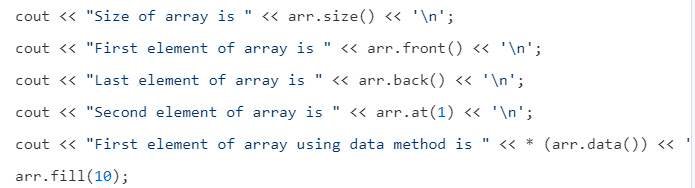 cout << "Size of array is " << arr.size() << '\n';
cout << "First element of array is " << arr.front() << '\n';
cout << "Last element of array is " << arr.back() << '\n';
cout << "Second element of array is " << arr.at(1) << '\n';
cout << "First element of array using data method is " << * (arr.data()) << '
arr.fill(10);